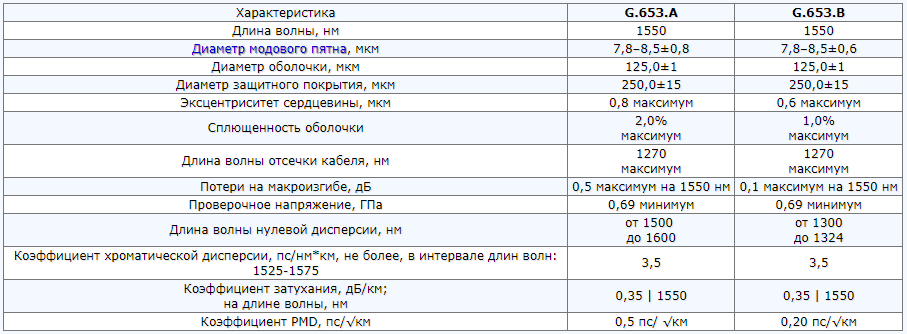 Характеристика G.653.A G.653.B
Длина волны, нм 1550 1550
Диаметр модового пятна, мкм 7,8–8,5±0,8 7,8–8,5±0,6
Диаметр оболочки, мкм 125,0±1 125,0±1
Диаметр защитного покрытия, мкм 250,0±15 250,0±15
Эксцентриситет сердцевины, мкм 0,8 максимум 0,6 максимум
Сплющенность оболочки 2,0% 1,0%
максимум максимум
Длина волны отсечки кабеля, нм 1270 1270
максимум максимум
Потери на макроизгибе, дБ 0,5 максимум на 1550 нм 0,1 максимум на 1550 нм
Проверочное напряжение, ГПа 0,69 минимум 0,69 минимум
Длина волны нулевой дисперсии, нм от 1500 от 1300
до 1600 до 1324
Коэффициент хроматической дисперсии, пс/нм*км, не более, в интервале длин волн: 3,5 3,5
1525-1575
Коэффициент затухания, дБ/км; 0,35 | 1550 0,35 | 1550
на длине волны, нм
Коэффициент PMD, пс/√км 0,5 пс/ √км 0,20 пс/√км